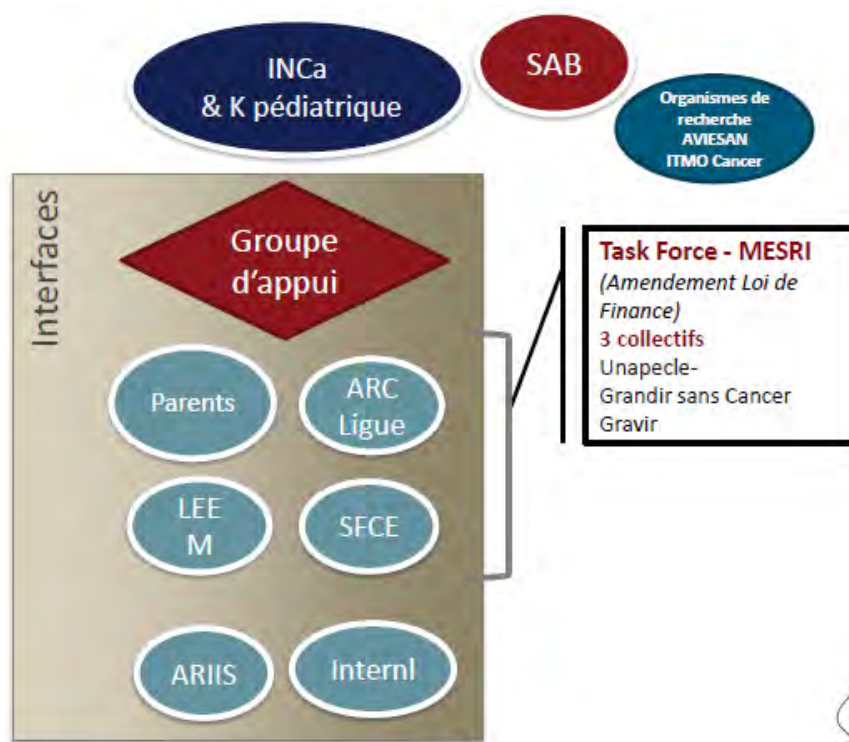 INCa
& K pédiatrique
SAB
Organismes de
recherche
AVIESAN
ITMO Cancer
Interfaces
Groupe
d'appui
Parents
ARC
Ligue
LEE
M
SFCE
ARIIS
Internl
Task Force - MESRI
(Amendement Loi de
Finance)
3 collectifs
Unapecle-
Grandir sans Cancer
Gravir